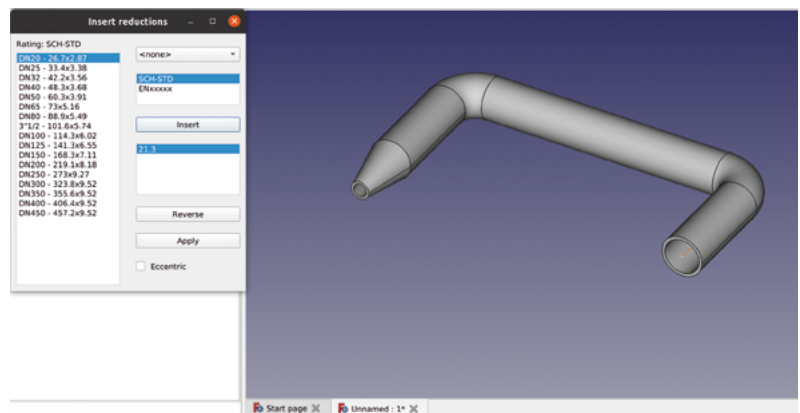 Insert reductions
Rating: SCH-STD
DN20 - 26.7x2.87
DN25 - 33.4x3.38
DN32 - 42.2x3.56
DN40 - 48.3x3.68
DN50 - 60.3x3.91
DN65 - 73x5.16
DN80 - 88.9x5.49
3"1/2 - 101.6x5.74
DN100 - 114.3x6.02
DN125 - 141.3x6.55
DN150 - 168.3x7.11
DN200 - 219.1x8.18
DN250 - 273x9.27
DN300 - 323.8x9.52
DN350 - 355.6x9.52
DN400 - 406.4x9.52
DN450 - 457.2x9.52
<none>
SCH-STD
ENxxxxx
Insert
21.3
Reverse
Apply
Eccentric
Start page
Unnamed : 1*